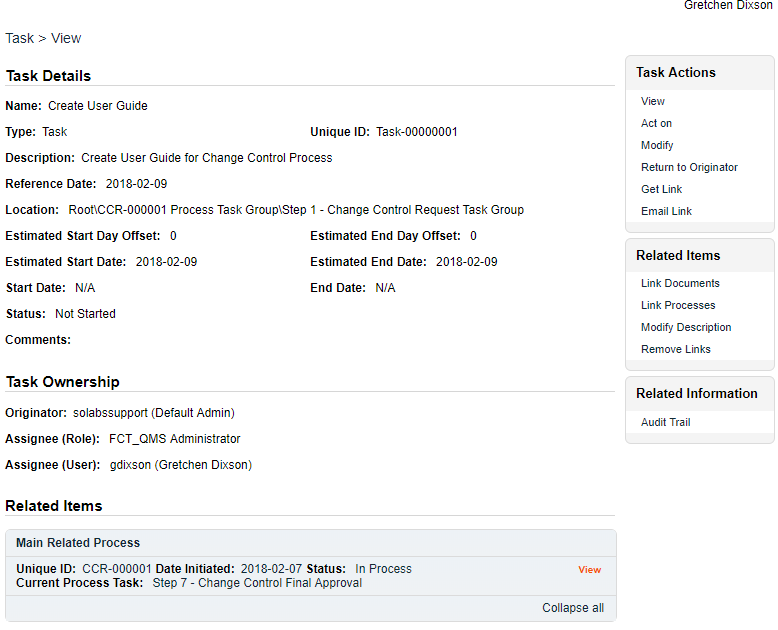 Gretchen Dixson
Task > View
Task Details
Name: Create User Guide
Type: Task
Unique ID: Task-00000001
Description: Create User Guide for Change Control Process
Reference Date: 2018-02-09
Location: Root\CCR-000001 Process Task Group\Step 1 - Change Control Request Task Group
Estimated Start Day Offset: 0
Estimated End Day Offset: 0
Estimated Start Date: 2018-02-09
Estimated End Date: 2018-02-09
Start Date: N/A
End Date: N/A
Status: Not Started
Comments:
Task Ownership
Originator: solabssupport (Default Admin)
Assignee (Role): FCT_QMS Administrator
Assignee (User): gdixson (Gretchen Dixson)
Related Items
Main Related Process
Unique ID: CCR-000001 Date Initiated: 2018-02-07 Status: In Process
View
Current Process Task: Step 7 - Change Control Final Approval
Collapse all
Task Actions
View
Act on
Modify
Return to Originator
Get Link
Email Link
Related Items
Link Documents
Link Processes
Modify Description
Remove Links
Related Information
Audit Trail